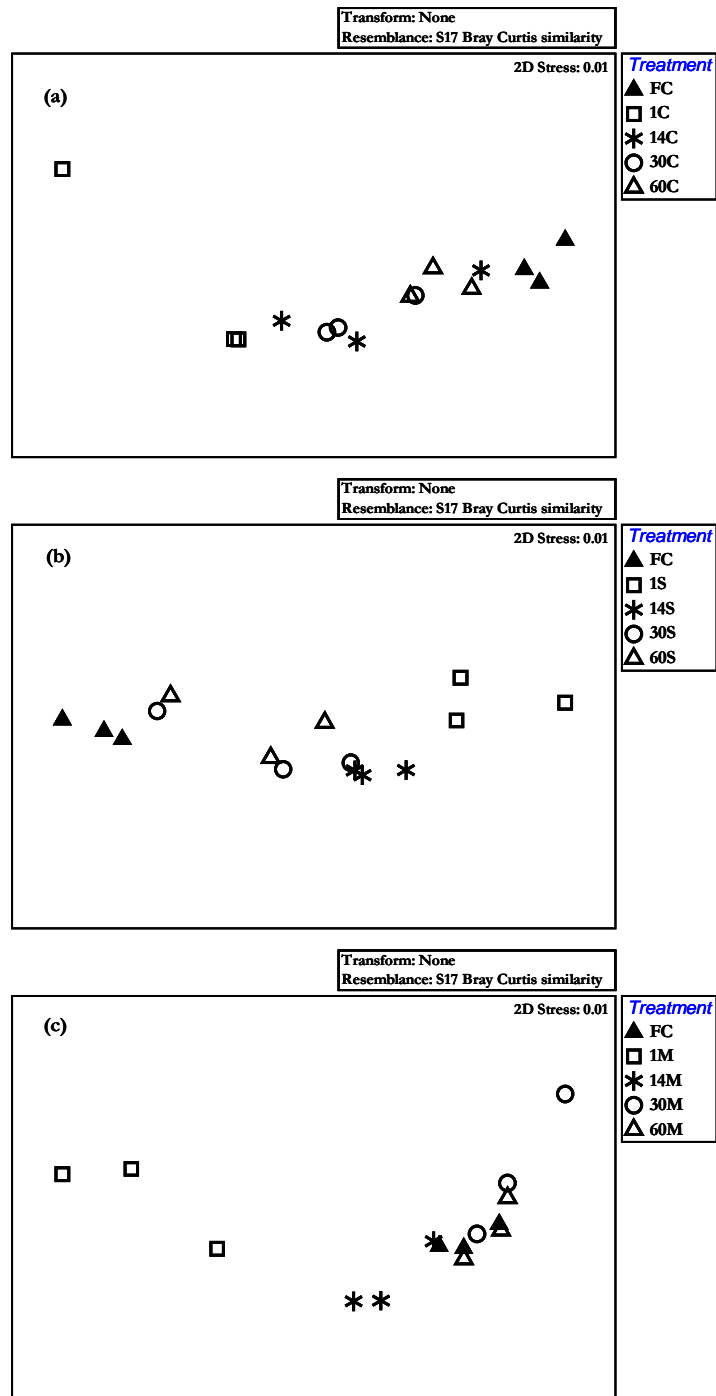 Transform: None
Resemblance: S17 Bray Curtis similarity
2D Stress: 0.01
(a)
Treatment
FC
1C
14C
30C
60C
Transform: None
Resemblance: S17 Bray Curtis similarity
2D Stress: 0.01
(b)
Treatment
FC
1S
14S
30S
60S
Transform: None
Resemblance: S17 Bray Curtis similarity
2D Stress: 0.01
(c)
Treatment
FC
1M
14M
30M
60M